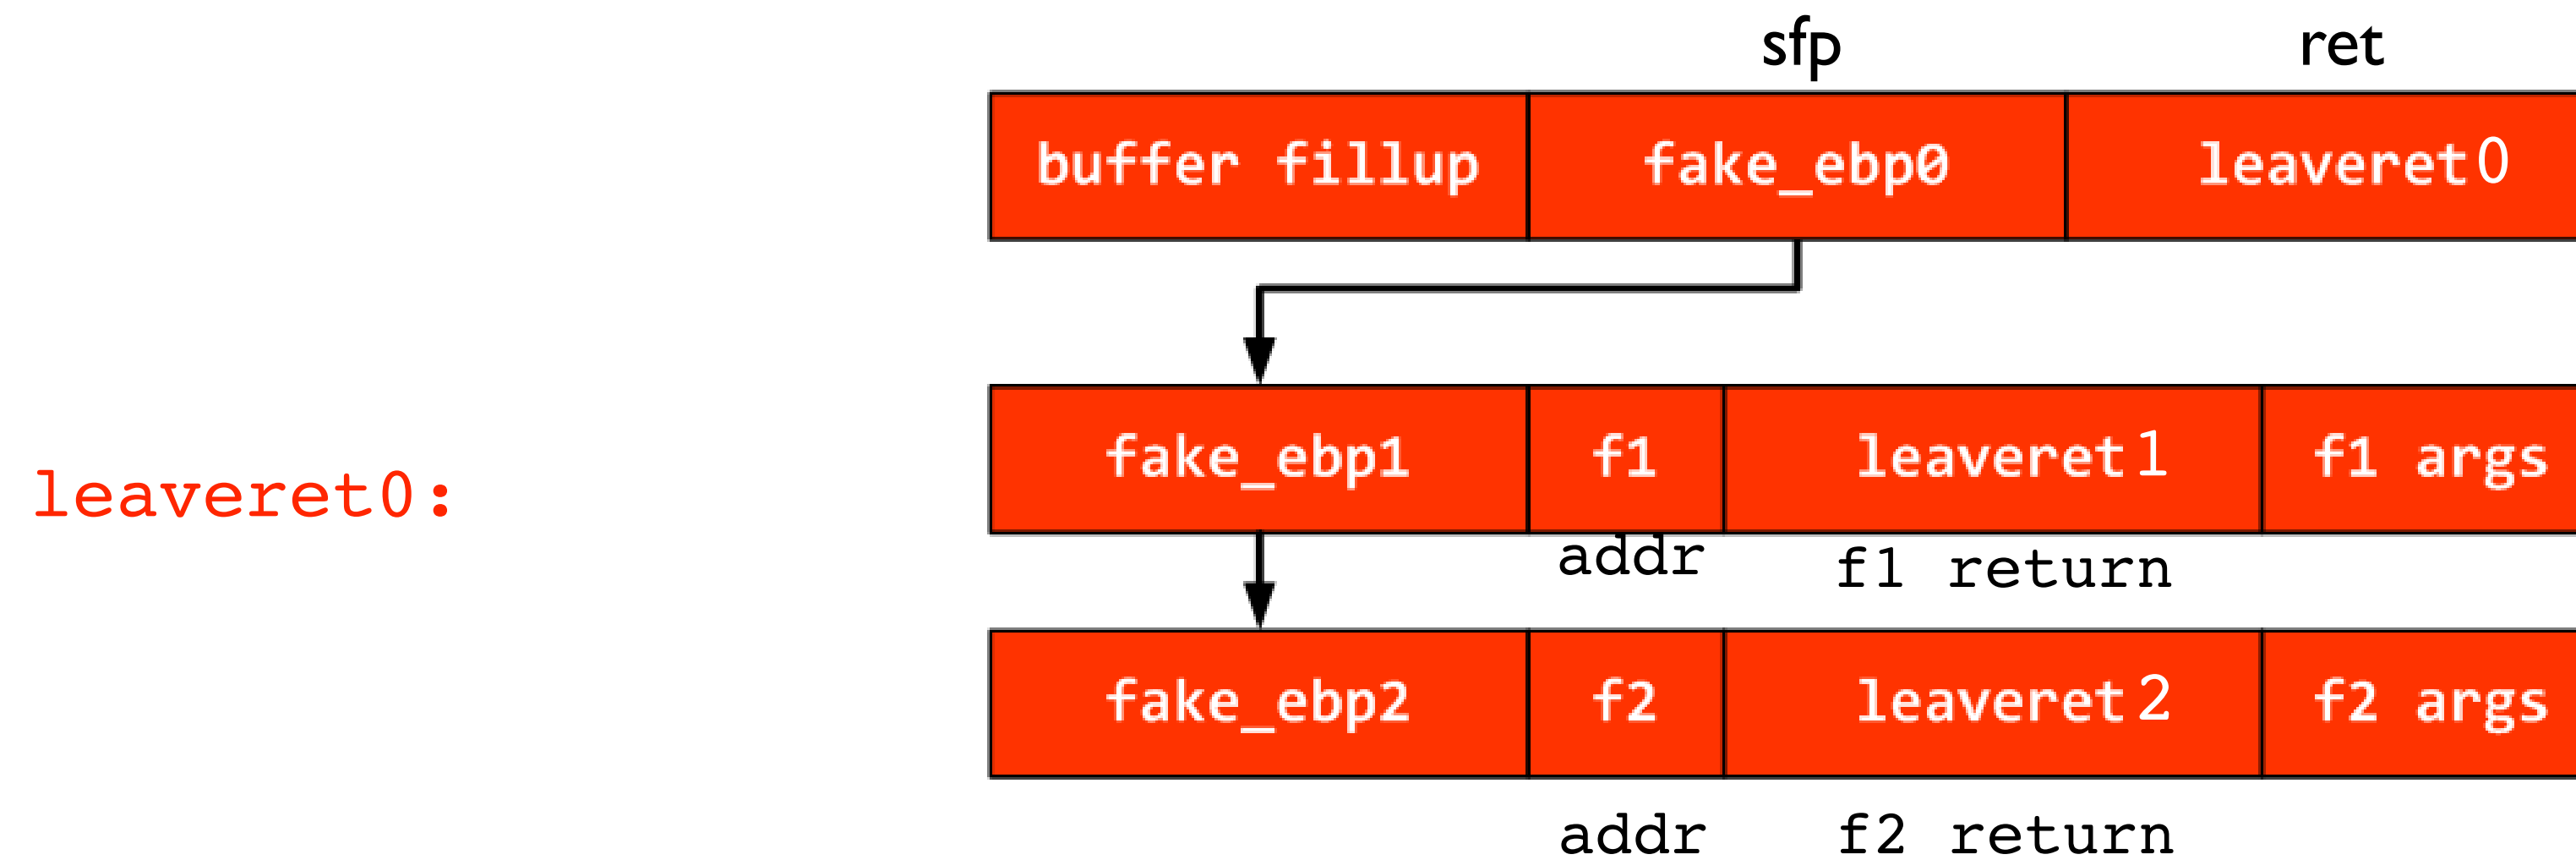 sfp ret
buffer fillup fake_ebp0 leaveret0
fake_ebp1 f1 leaveret1 f1 args
leaveret0:
addr f1 return
fake_ebp2 f2 leaveret2 f2 args
addr f2 return